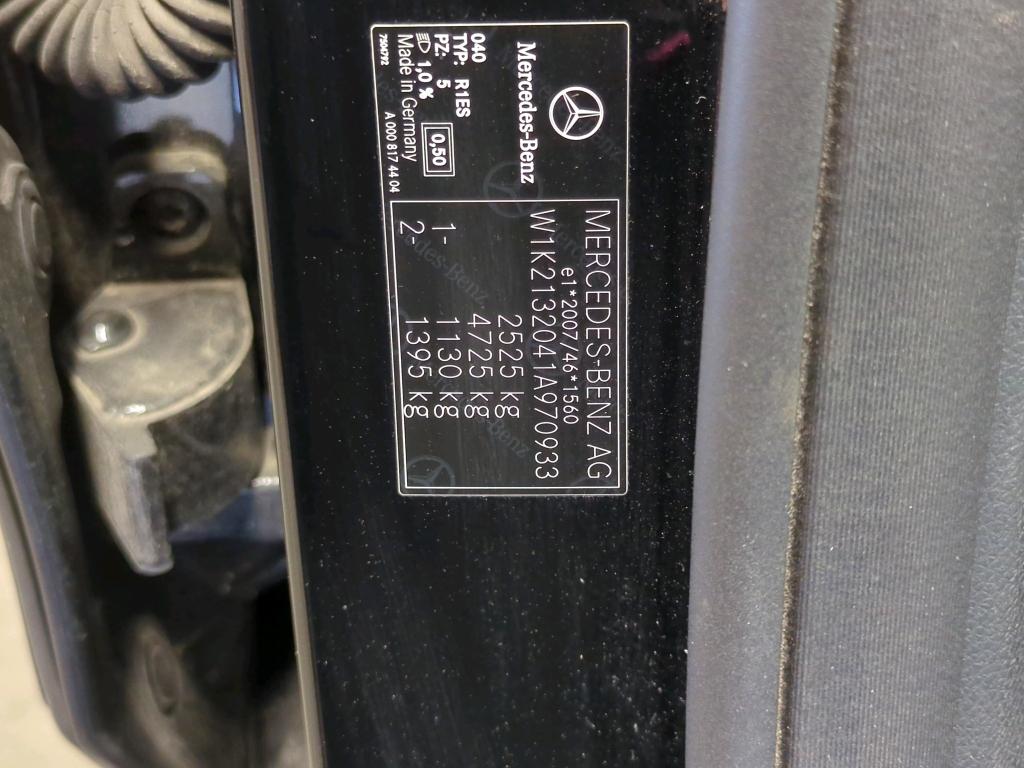 Mercedes-Benz
040
TYP: R1ES
PZ: 5
1,0 %
0,50
Made in Germany
7504792
A 000 817 44 04
MERCEDES-BENZ AG
e1*2007/46*1560
W1K2132041A970933
2525 kg
4725 kg
1- 1130 kg
2- 1395 kg